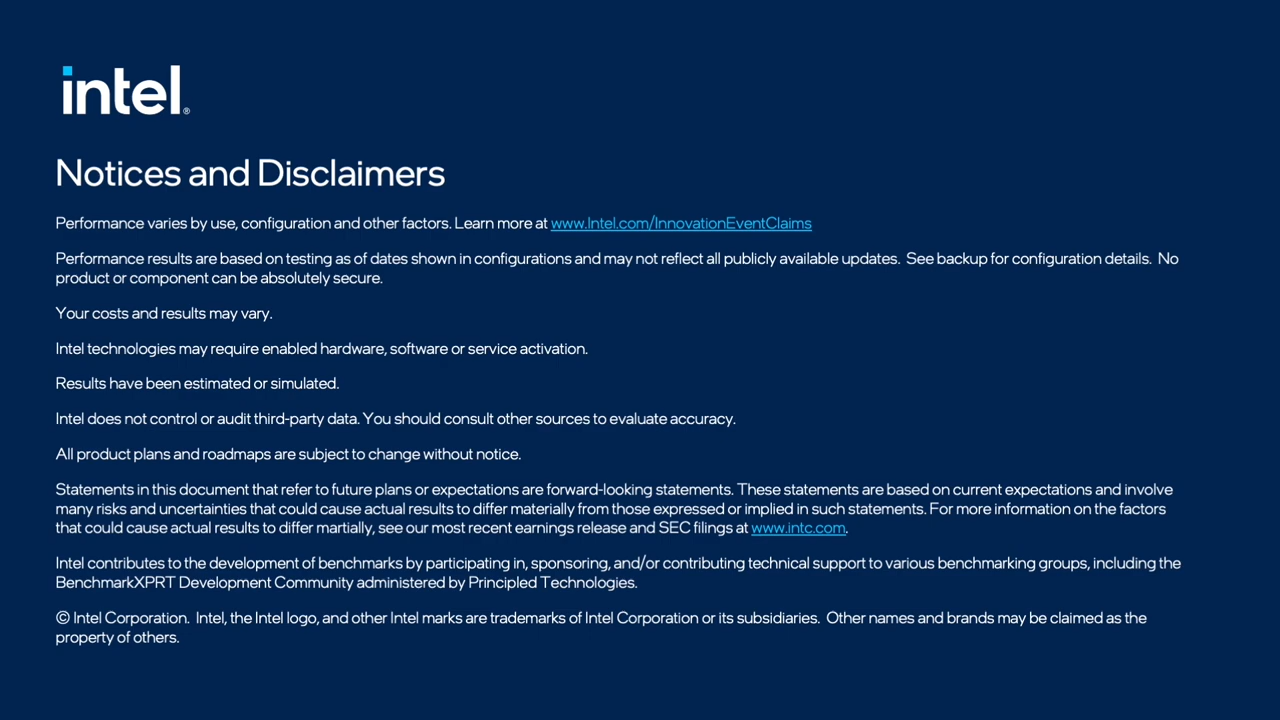 intel®
Notices and Disclaimers
Performance varies by use, configuration and other factors. Learn more at www.Intel.com/InnovationEventClaims
Performance results are based on testing as of dates shown in configurations and may not reflect all publicly available updates.  See backup for configuration details.  No
product or component can be absolutely secure.
Your costs and results may vary.
Intel technologies may require enabled hardware, software or service activation.
Results have been estimated or simulated.
Intel does not control or audit third-party data. You should consult other sources to evaluate accuracy.
All product plans and roadmaps are subject to change without notice.
Statements in this document that refer to future plans or expectations are forward-looking statements. These statements are based on current expectations and involve
many risks and uncertainties that could cause actual results to differ materially from those expressed or implied in such statements. For more information on the factors
that could cause actual results to differ martially, see our most recent earnings release and SEC filings at www.intc.com.
Intel contributes to the development of benchmarks by participating in, sponsoring, and/or contributing technical support to various benchmarking groups, including the
BenchmarkXPRT Development Community administered by Principled Technologies.
© Intel Corporation.  Intel, the Intel logo, and other Intel marks are trademarks of Intel Corporation or its subsidiaries.  Other names and brands may be claimed as the
property of others.